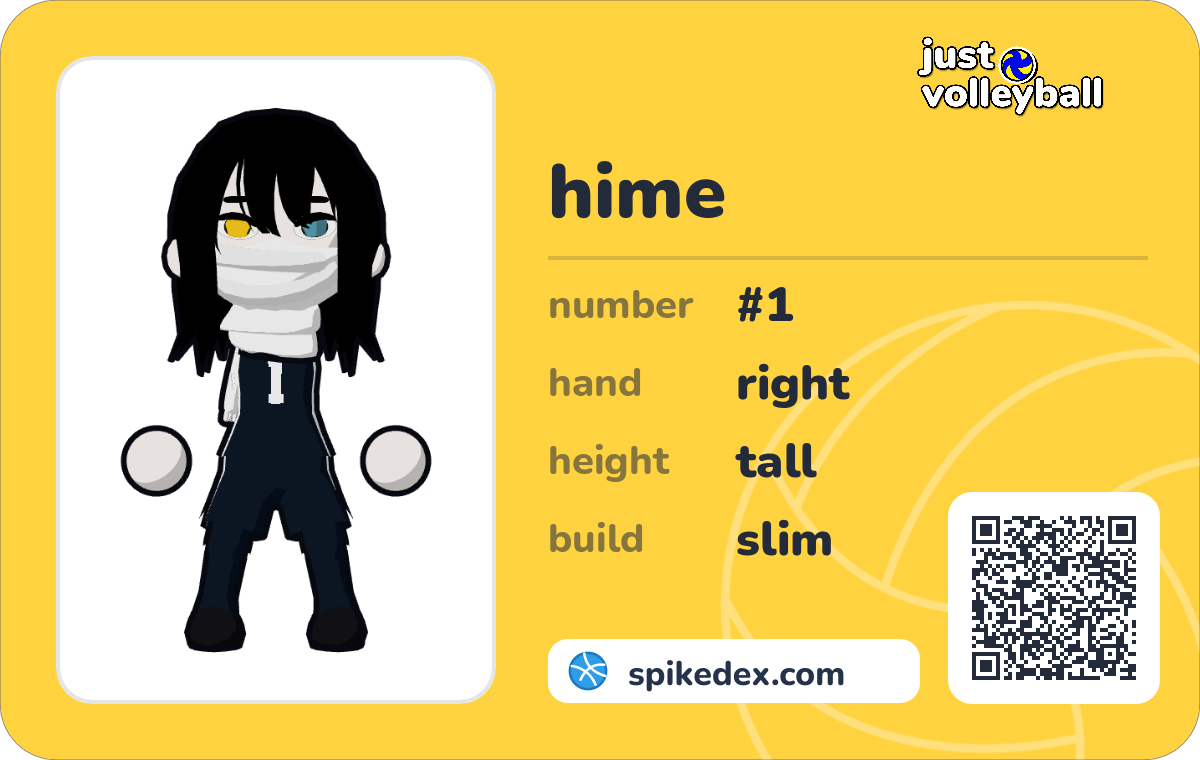 just
volleyball
hime
number #1
hand right
height tall
build slim
1
spikedex.com